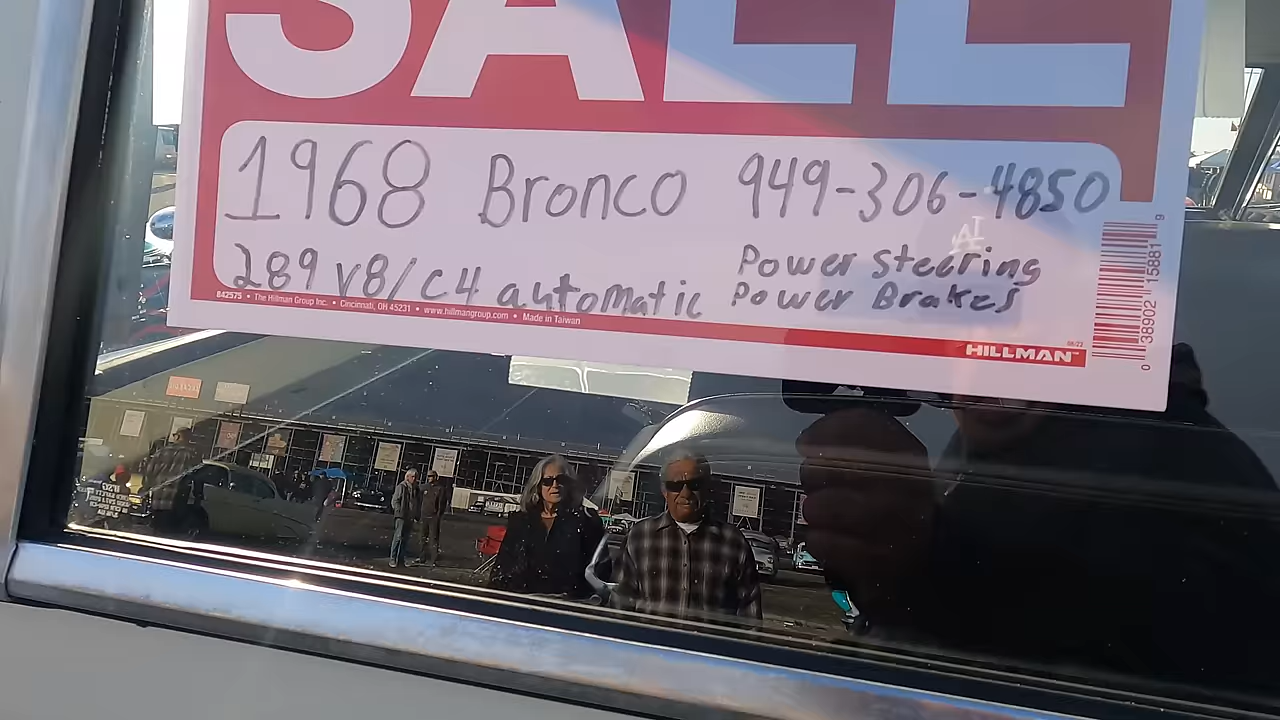 SALE
1968 Bronco 949-306-4850
289 V8/C4 automatic
Power Steering
Power Brakes
842575 • The Hillman Group Inc. • Cincinnati, OH 45231 • www.hillmangroup.com • Made in Taiwan
HILLMAN
0 38902 15881 9